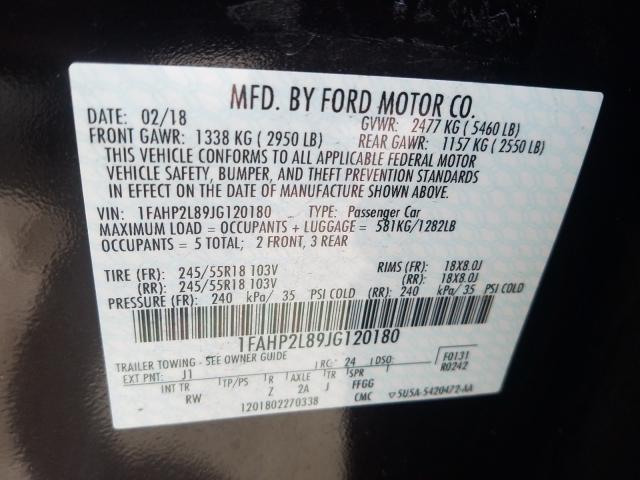 MFD. BY FORD MOTOR CO.
DATE: 02/18 GVWR: 2477 KG ( 5460 LB)
FRONT GAWR: 1338 KG ( 2950 LB) REAR GAWR: 1157 KG ( 2550 LB)
THIS VEHICLE CONFORMS TO ALL APPLICABLE FEDERAL MOTOR
VEHICLE SAFETY, BUMPER, AND THEFT PREVENTION STANDARDS
IN EFFECT ON THE DATE OF MANUFACTURE SHOWN ABOVE.
VIN: 1FAHP2L89JG120180 TYPE: Passenger Car
MAXIMUM LOAD = OCCUPANTS + LUGGAGE = 581KG/1282LB
OCCUPANTS = 5 TOTAL; 2 FRONT, 3 REAR
TIRE (FR): 245/55R18 103V RIMS (FR): 18X8.0J
(RR): 245/55R18 103V (RR): 18X8.0J
PRESSURE (FR): 240 kPa/ 35 PSI COLD (RR): 240 kPa/ 35 PSI COLD
1FAHP2L89JG120180
TRAILER TOWING - SEE OWNER GUIDE RC: 24 DSO: F0131
EXT PNT: J1 R0242
INT TR TP/PS R AXLE TR SPR
RW Z 2A J FFGG
1201802270338 CMC 5U5A-5420472-AA